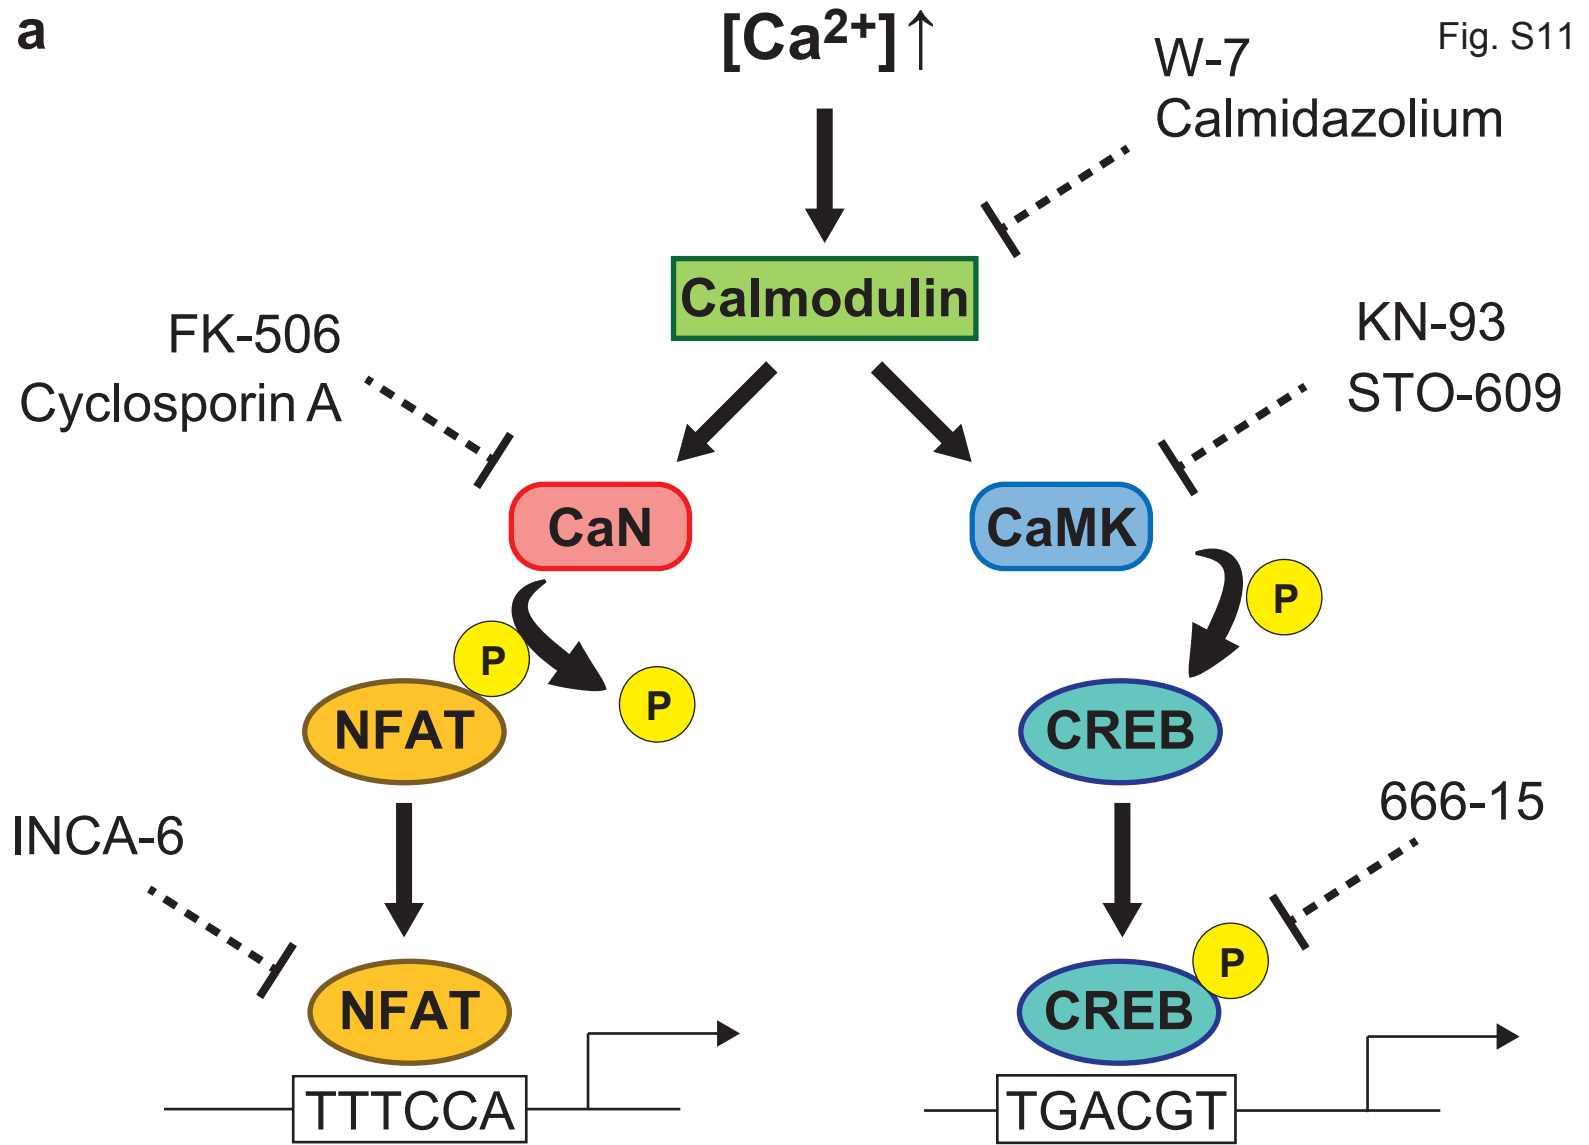 a
[Ca²⁺]↑
Fig. S11
W-7
Calmidazolium
Calmodulin
FK-506
Cyclosporin A
KN-93
STO-609
CaN
CaMK
P
P
P
NFAT
CREB
INCA-6
666-15
P
NFAT
CREB
TTTCCA
TGACGT